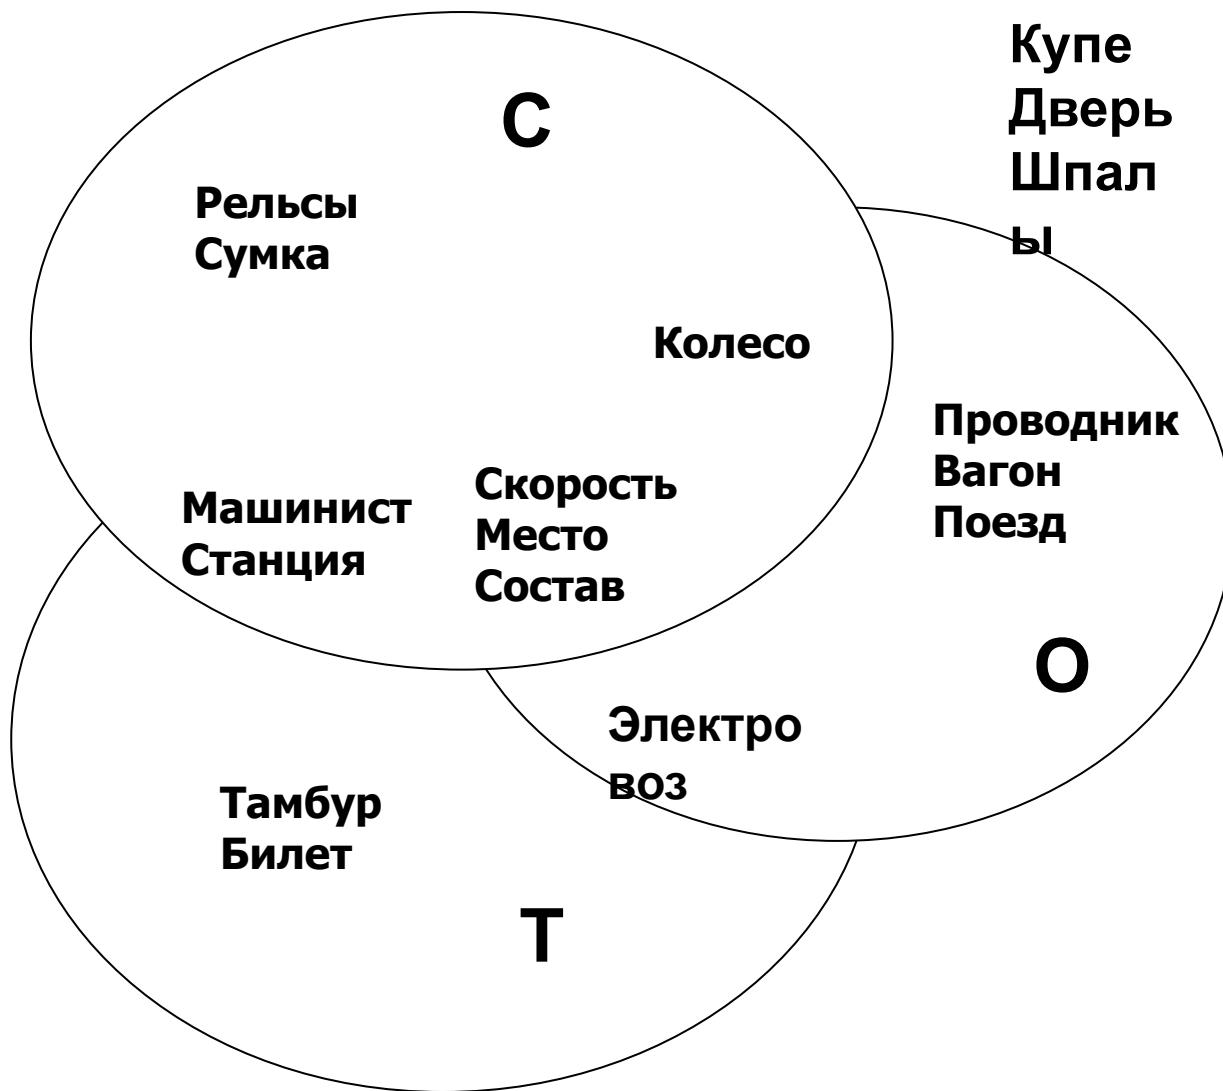 Купе
Дверь
Шпал
ы
С
Рельсы
Сумка
Колесо
Проводник
Вагон
Поезд
Машинист
Станция
Скорость
Место
Состав
О
Электро
воз
Тамбур
Билет
Т